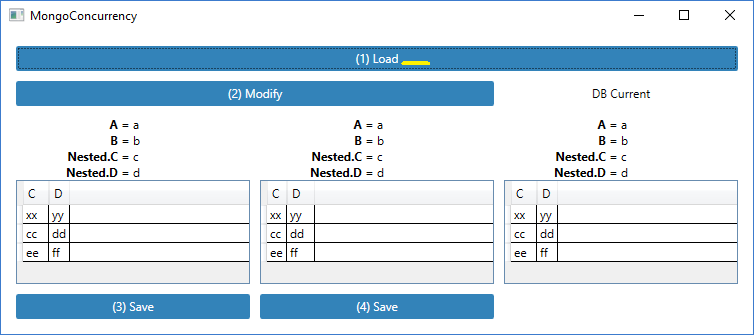 MongoConcurrency
(1) Load
(2) Modify
DB Current
A = a
B = b
Nested.C = c
Nested.D = d
C D
xx yy
cc dd
ee ff
(3) Save
A = a
B = b
Nested.C = c
Nested.D = d
C D
xx yy
cc dd
ee ff
(4) Save
A = a
B = b
Nested.C = c
Nested.D = d
C D
xx yy
cc dd
ee ff